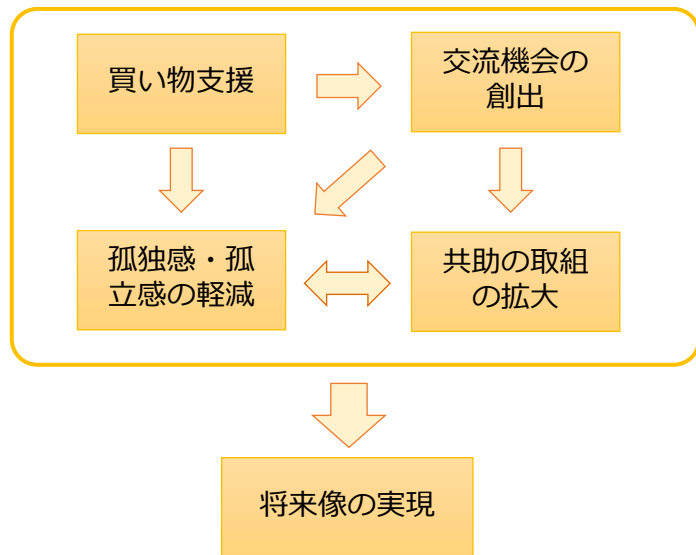 買い物支援
交流機会の
創出
孤独感・孤
立感の軽減
共助の取組
の拡大
将来像の実現